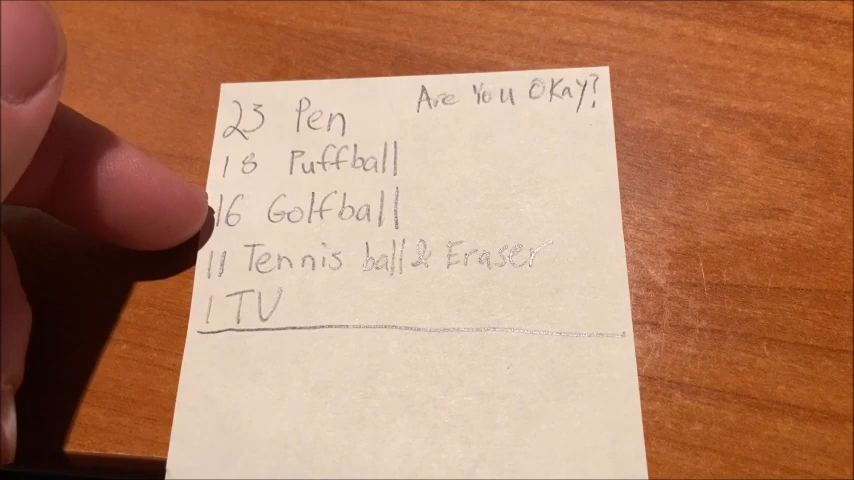 Are You Okay?
23 Pen
18 Puffball
16 Golfball
11 Tennis ball & Eraser
1 TV